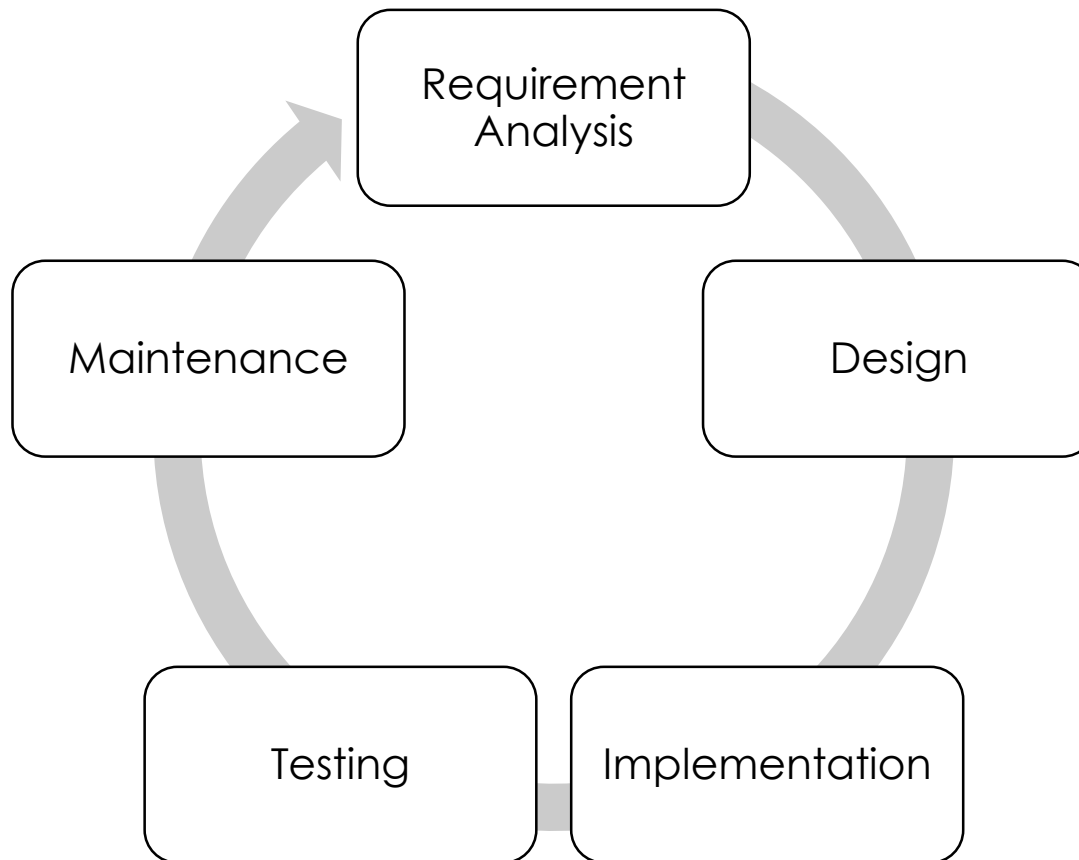 Requirement
Analysis
Design
Implementation
Testing
Maintenance